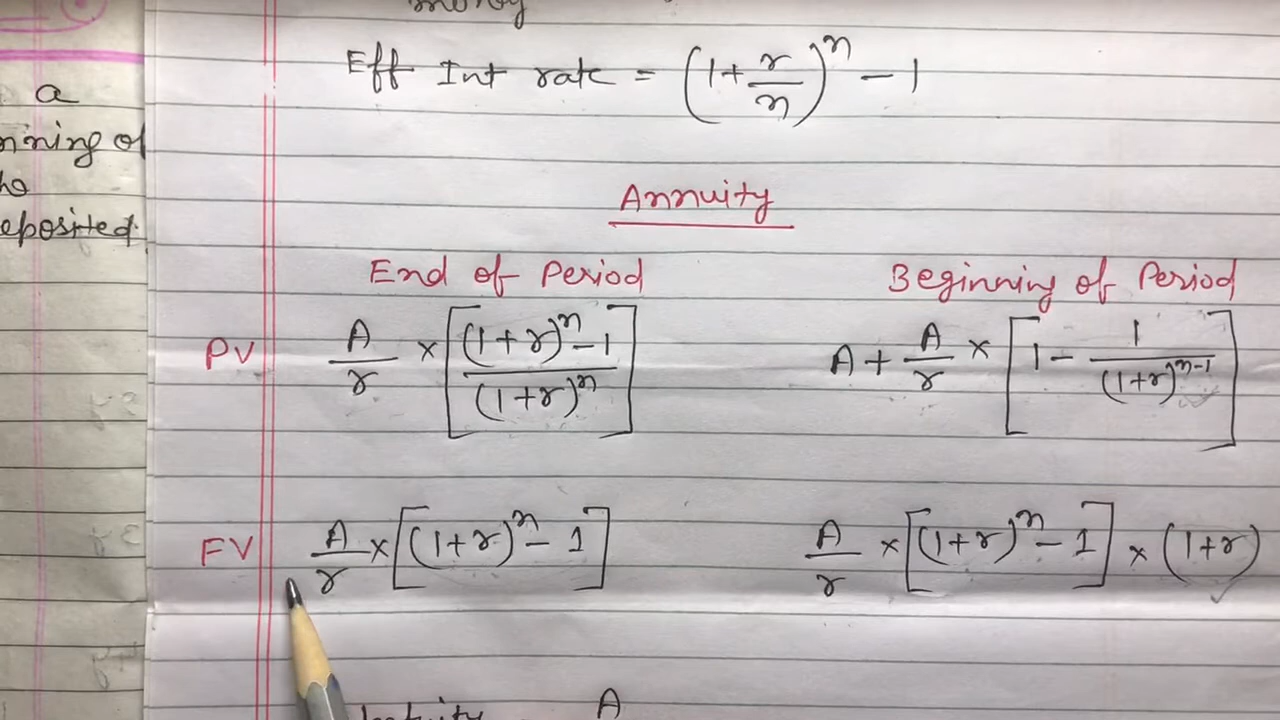 Eff Int rate = (1+r/n)^n − 1
a
nning of
eposited.
Annuity
End of Period Beginning of Period
PV A/r × [((1+r)^n − 1)/(1+r)^n] A + A/r × [1 − 1/(1+r)^(n-1)]
FV A/r × [(1+r)^n − 1] A/r × [(1+r)^n − 1] × (1+r)
A